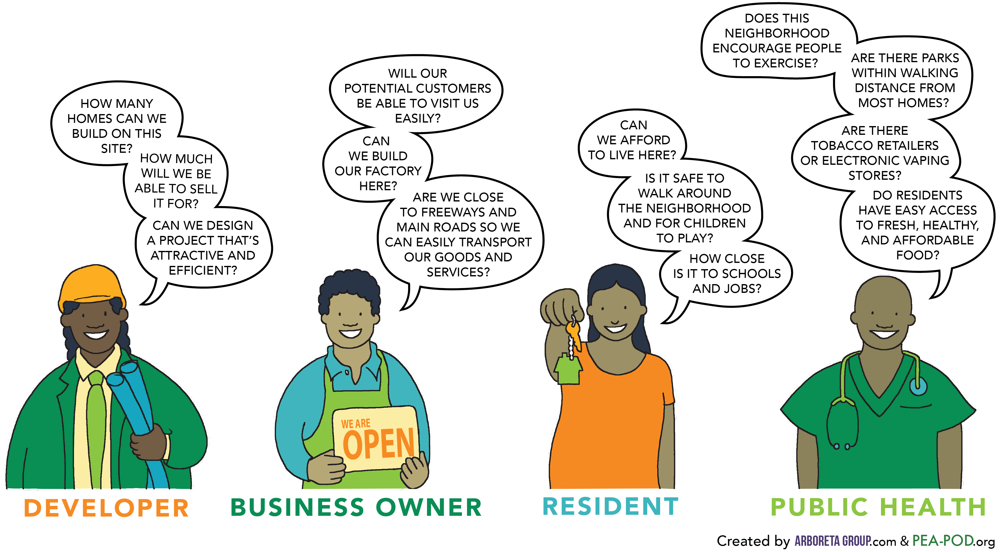 HOW MANY
HOMES CAN WE
BUILD ON THIS
SITE?
HOW MUCH
WILL WE BE
ABLE TO SELL
IT FOR?
CAN WE DESIGN
A PROJECT THAT'S
ATTRACTIVE AND
EFFICIENT?
DEVELOPER
WILL OUR
POTENTIAL CUSTOMERS
BE ABLE TO VISIT US
EASILY?
CAN
WE BUILD
OUR FACTORY
HERE?
ARE WE CLOSE
TO FREEWAYS AND
MAIN ROADS SO WE
CAN EASILY TRANSPORT
OUR GOODS AND
SERVICES?
WE ARE
OPEN
BUSINESS OWNER
CAN
WE AFFORD
TO LIVE HERE?
IS IT SAFE TO
WALK AROUND
THE NEIGHBORHOOD
AND FOR CHILDREN
TO PLAY?
HOW CLOSE
IS IT TO SCHOOLS
AND JOBS?
RESIDENT
DOES THIS
NEIGHBORHOOD
ENCOURAGE PEOPLE
TO EXERCISE?
ARE THERE PARKS
WITHIN WALKING
DISTANCE FROM
MOST HOMES?
ARE THERE
TOBACCO RETAILERS
OR ELECTRONIC VAPING
STORES?
DO RESIDENTS
HAVE EASY ACCESS
TO FRESH, HEALTHY,
AND AFFORDABLE
FOOD?
PUBLIC HEALTH
Created by ARBORETA GROUP.com & PEA-POD.org